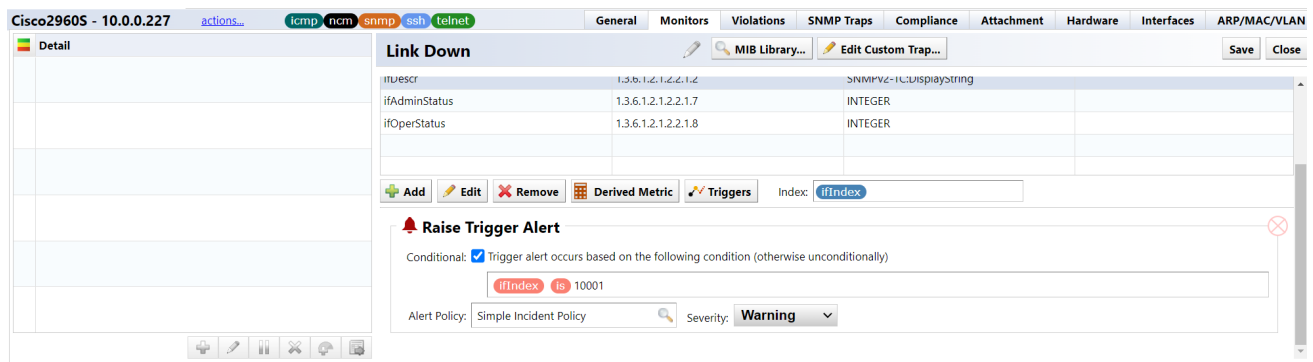 Cisco2960S - 10.0.0.227 actions... icmp ncm snmp ssh telnet General Monitors Violations SNMP Traps Compliance Attachment Hardware Interfaces ARP/MAC/VLAN
Detail
Link Down MIB Library... Edit Custom Trap... Save Close
ifDescr 1.3.6.1.2.1.2.2.1.2 SNMPv2-TC:DisplayString
ifAdminStatus 1.3.6.1.2.1.2.2.1.7 INTEGER
ifOperStatus 1.3.6.1.2.1.2.2.1.8 INTEGER
Add Edit Remove Derived Metric Triggers Index: ifIndex
Raise Trigger Alert
Conditional: Trigger alert occurs based on the following condition (otherwise unconditionally)
ifIndex is 10001
Alert Policy: Simple Incident Policy Severity: Warning